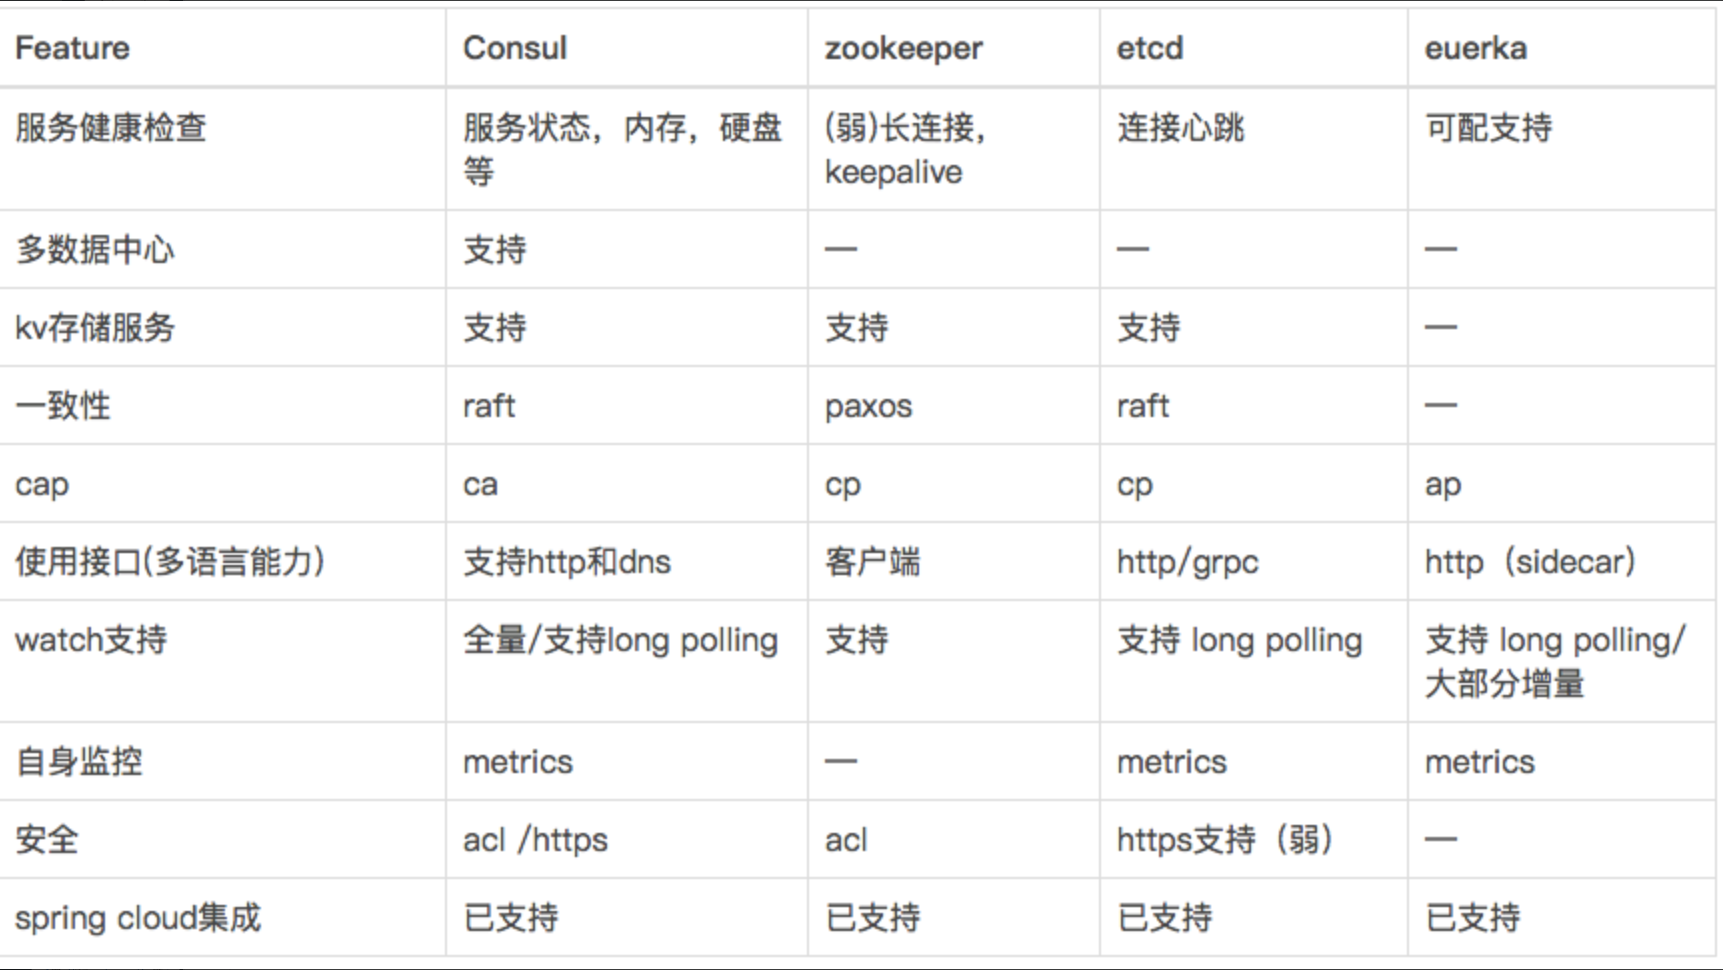 Feature Consul zookeeper etcd euerka
服务健康检查 服务状态，内存，硬盘等 (弱)长连接，keepalive 连接心跳 可配支持
多数据中心 支持 — — —
kv存储服务 支持 支持 支持 —
一致性 raft paxos raft —
cap ca cp cp ap
使用接口(多语言能力) 支持http和dns 客户端 http/grpc http（sidecar）
watch支持 全量/支持long polling 支持 支持 long polling 支持 long polling/大部分增量
自身监控 metrics — metrics metrics
安全 acl /https acl https支持（弱） —
spring cloud集成 已支持 已支持 已支持 已支持